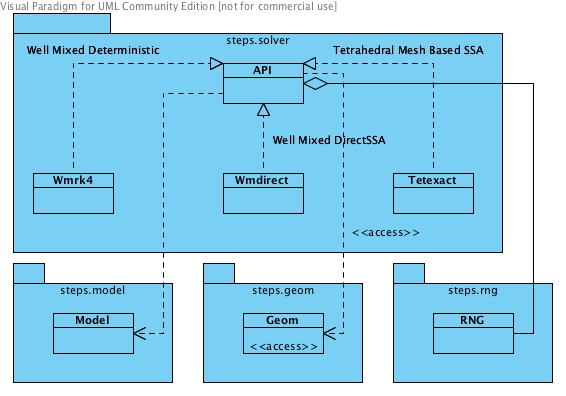 Visual Paradigm for UML Community Edition [not for commercial use]
steps.solver
Well Mixed Deterministic
Tetrahedral Mesh Based SSA
API
Well Mixed DirectSSA
Wmrk4
Wmdirect
Tetexact
<<access>>
steps.model
steps.geom
steps.rng
Model
Geom
RNG
<<access>>